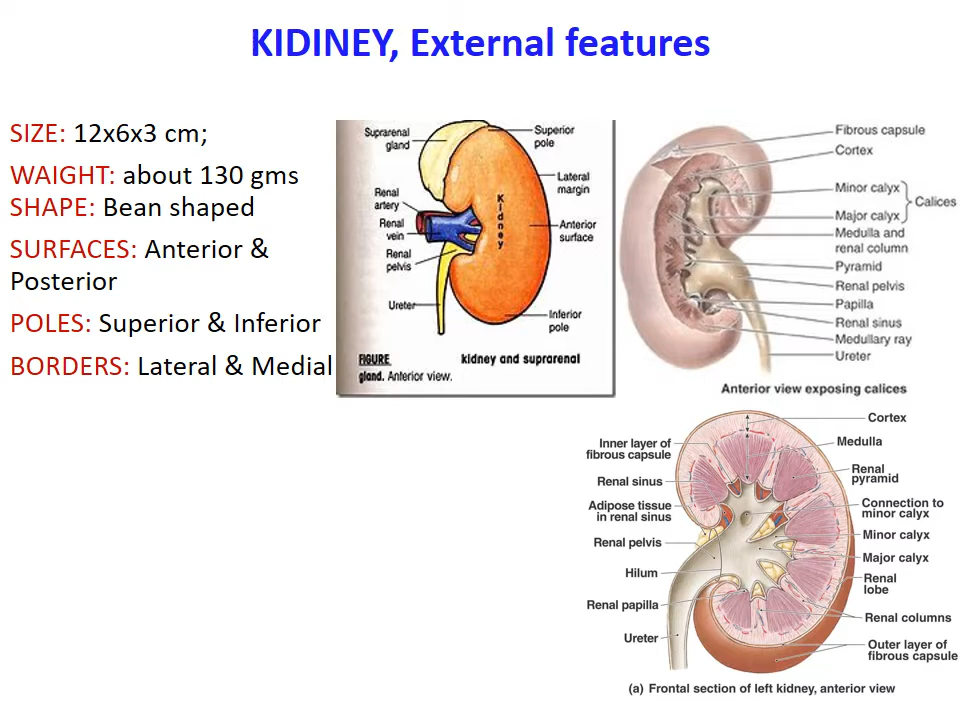 KIDINEY, External features
SIZE: 12x6x3 cm;
WAIGHT: about 130 gms
SHAPE: Bean shaped
SURFACES: Anterior &
Posterior
POLES: Superior & Inferior
BORDERS: Lateral & Medial
Suprarenal
gland
Superior
pole
Lateral
margin
Renal
artery
Renal
vein
Kidney
Anterior
surface
Renal
pelvis
Ureter
Inferior
pole
FIGURE
kidney and suprarenal
gland. Anterior view.
Fibrous capsule
Cortex
Minor calyx
Calices
Major calyx
Medulla and
renal column
Pyramid
Renal pelvis
Papilla
Renal sinus
Medullary ray
Ureter
Anterior view exposing calices
Inner layer of
fibrous capsule
Renal sinus
Adipose tissue
in renal sinus
Renal pelvis
Hilum
Renal papilla
Ureter
Cortex
Medulla
Renal
pyramid
Connection to
minor calyx
Minor calyx
Major calyx
Renal
lobe
Renal columns
Outer layer of
fibrous capsule
(a) Frontal section of left kidney, anterior view